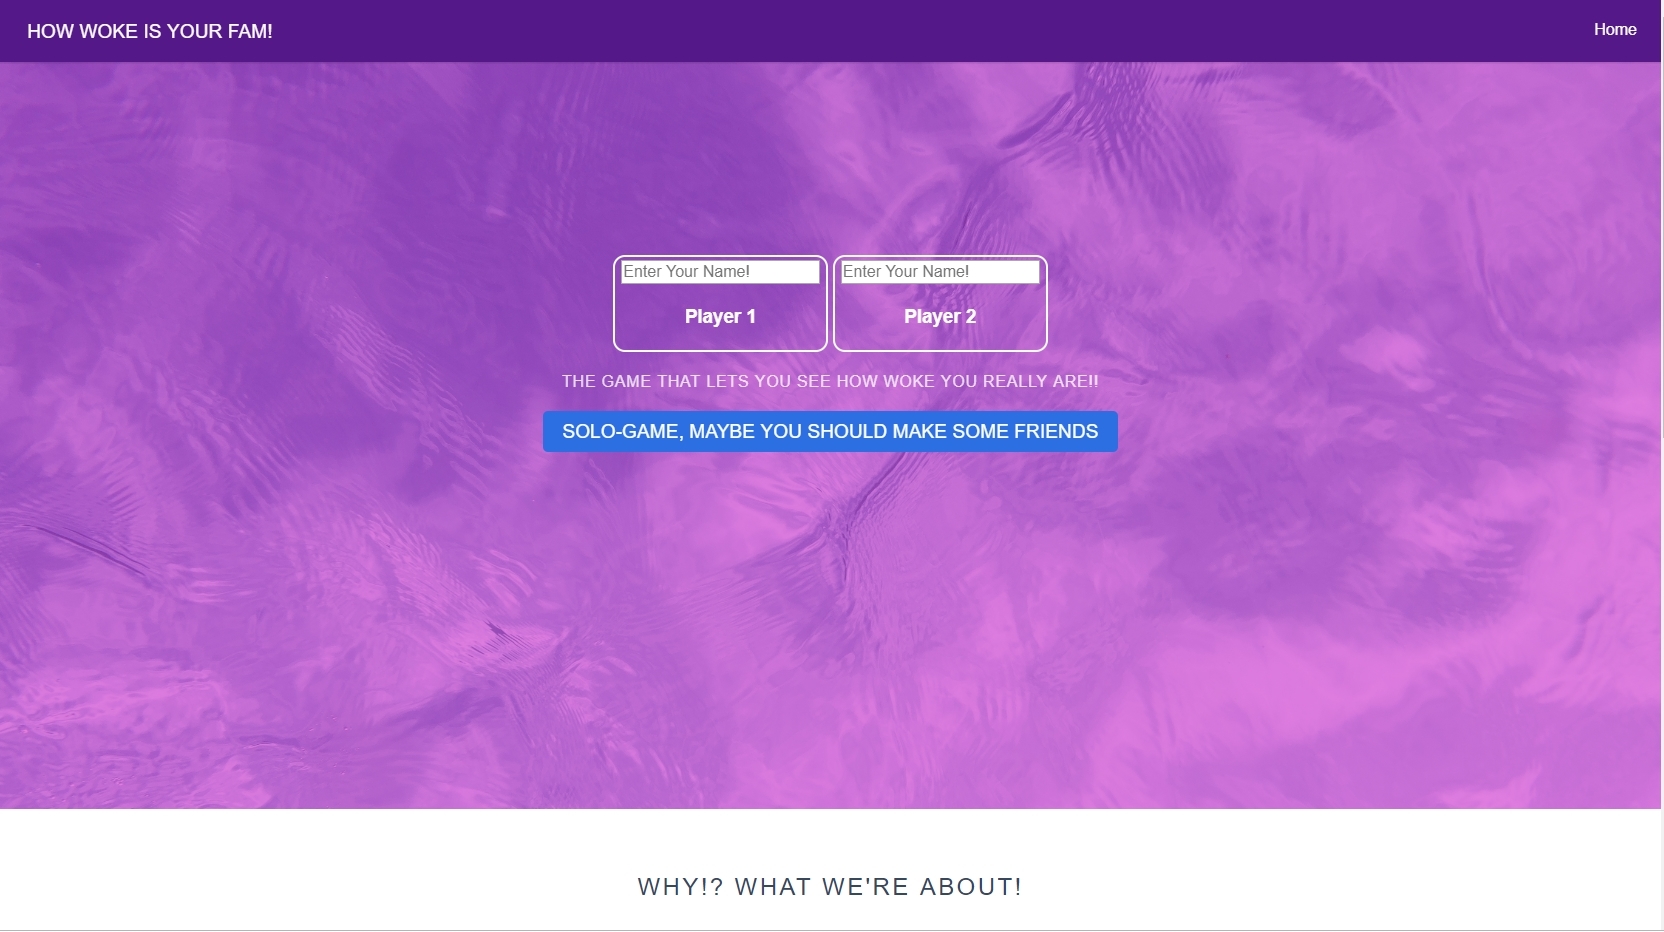 HOW WOKE IS YOUR FAM!
Home
Enter Your Name!
Enter Your Name!
Player 1
Player 2
THE GAME THAT LETS YOU SEE HOW WOKE YOU REALLY ARE!!
SOLO-GAME, MAYBE YOU SHOULD MAKE SOME FRIENDS
WHY!? WHAT WE'RE ABOUT!